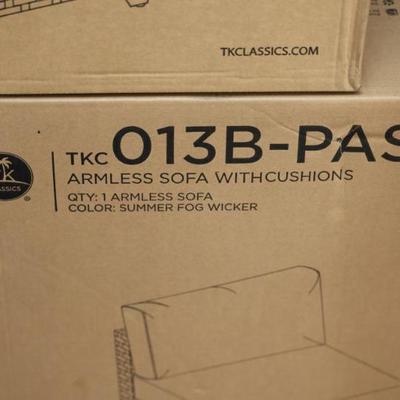 TKCLASSICS.COM
TKC 013B-PAS
ARMLESS SOFA WITHCUSHIONS
QTY: 1 ARMLESS SOFA
COLOR: SUMMER FOG WICKER